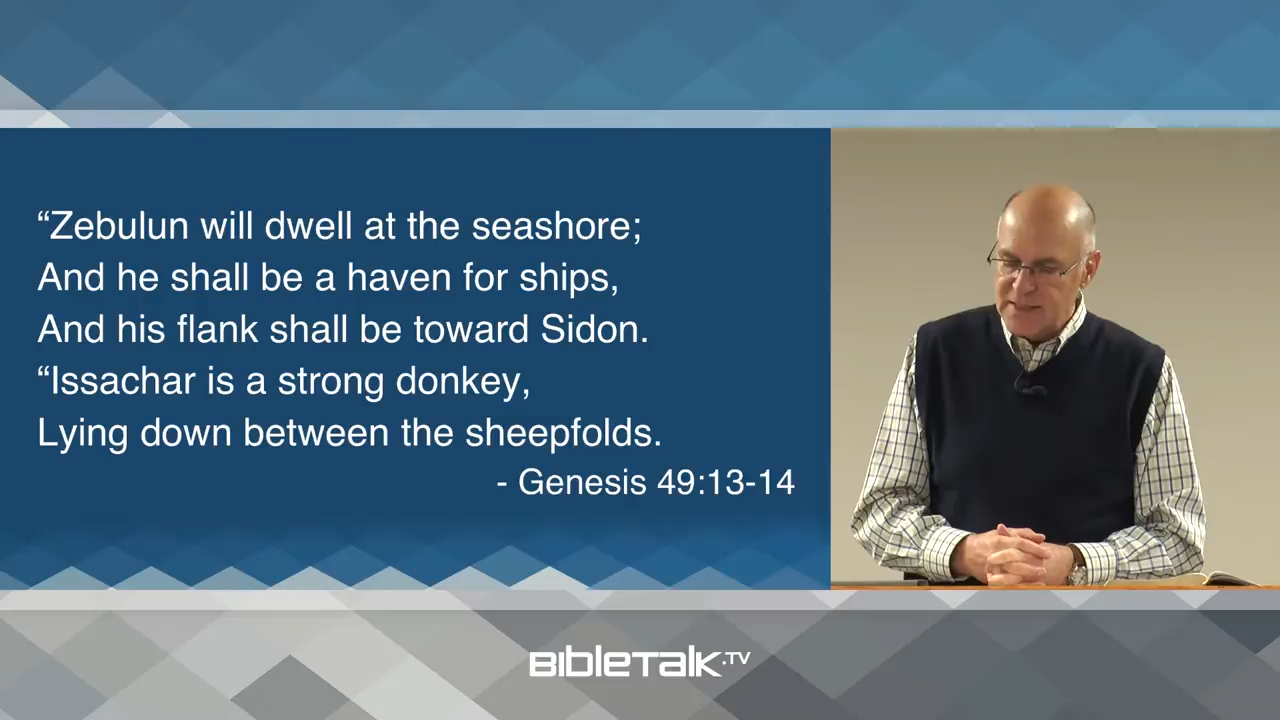 “Zebulun will dwell at the seashore;
And he shall be a haven for ships,
And his flank shall be toward Sidon.
“Issachar is a strong donkey,
Lying down between the sheepfolds.
- Genesis 49:13-14
BIBLETALK.TV